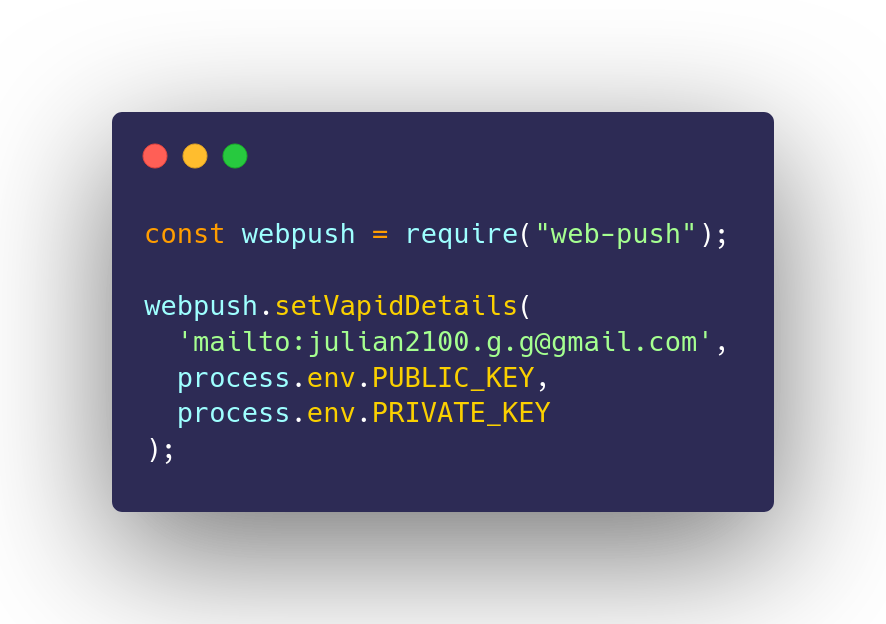 const webpush = require("web-push");
webpush.setVapidDetails(
'mailto:julian2100.g.g@gmail.com',
process.env.PUBLIC_KEY,
process.env.PRIVATE_KEY
);